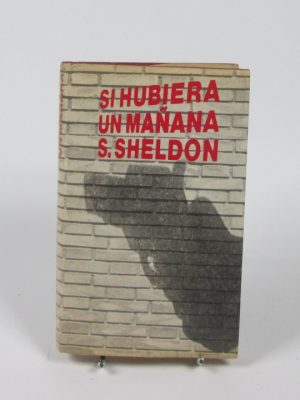 SI HUBIERA
UN MAÑANA
S. SHELDON